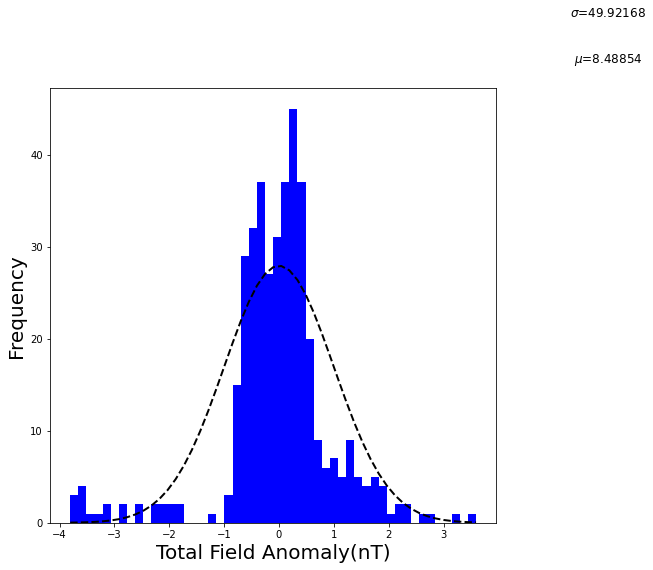 σ=49.92168
μ=8.48854
Frequency
40
30
20
10
0
−4 −3 −2 −1 0 1 2 3
Total Field Anomaly(nT)